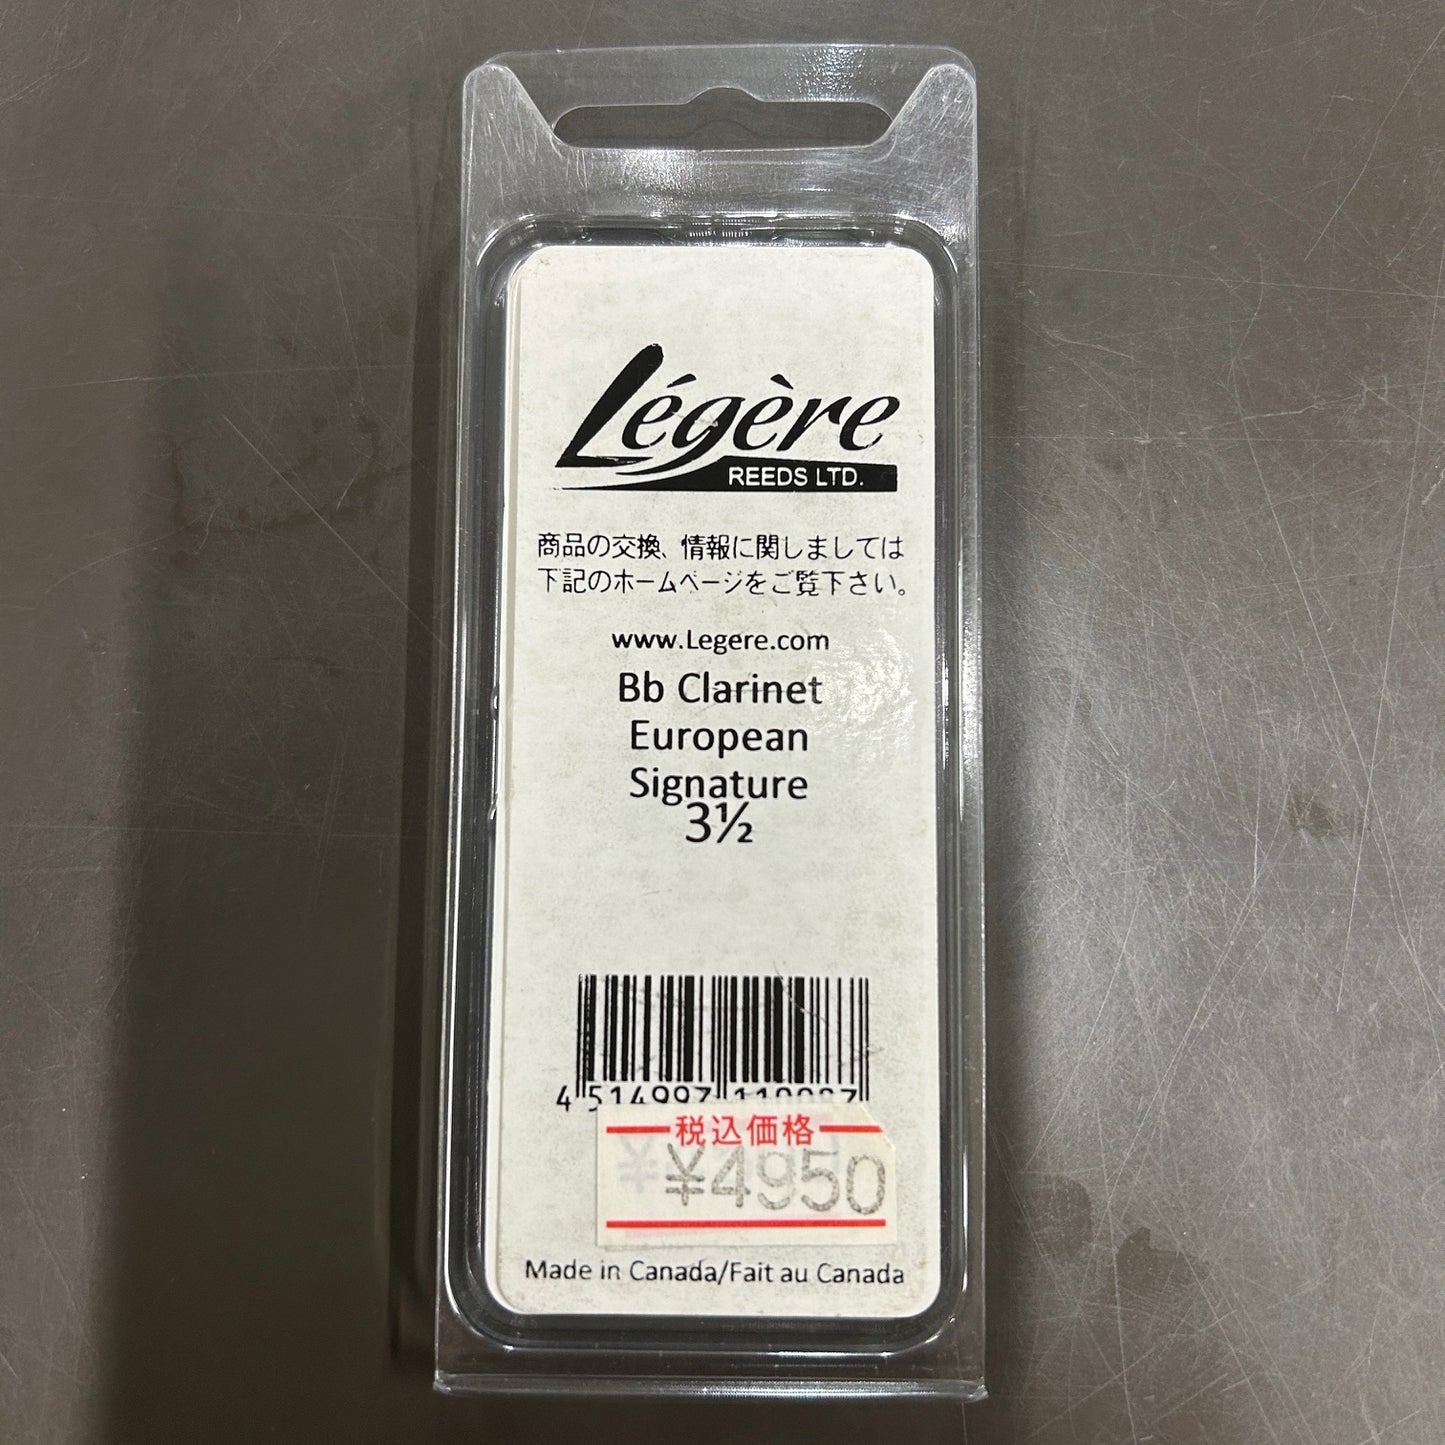 Légère
REEDS LTD.
商品の交換、情報に関しましては
下記のホームページをご覧下さい。
www.Legere.com
Bb Clarinet
European
Signature
3½
4 514997
税込価格
¥4950
Made in Canada/Fait au Canada